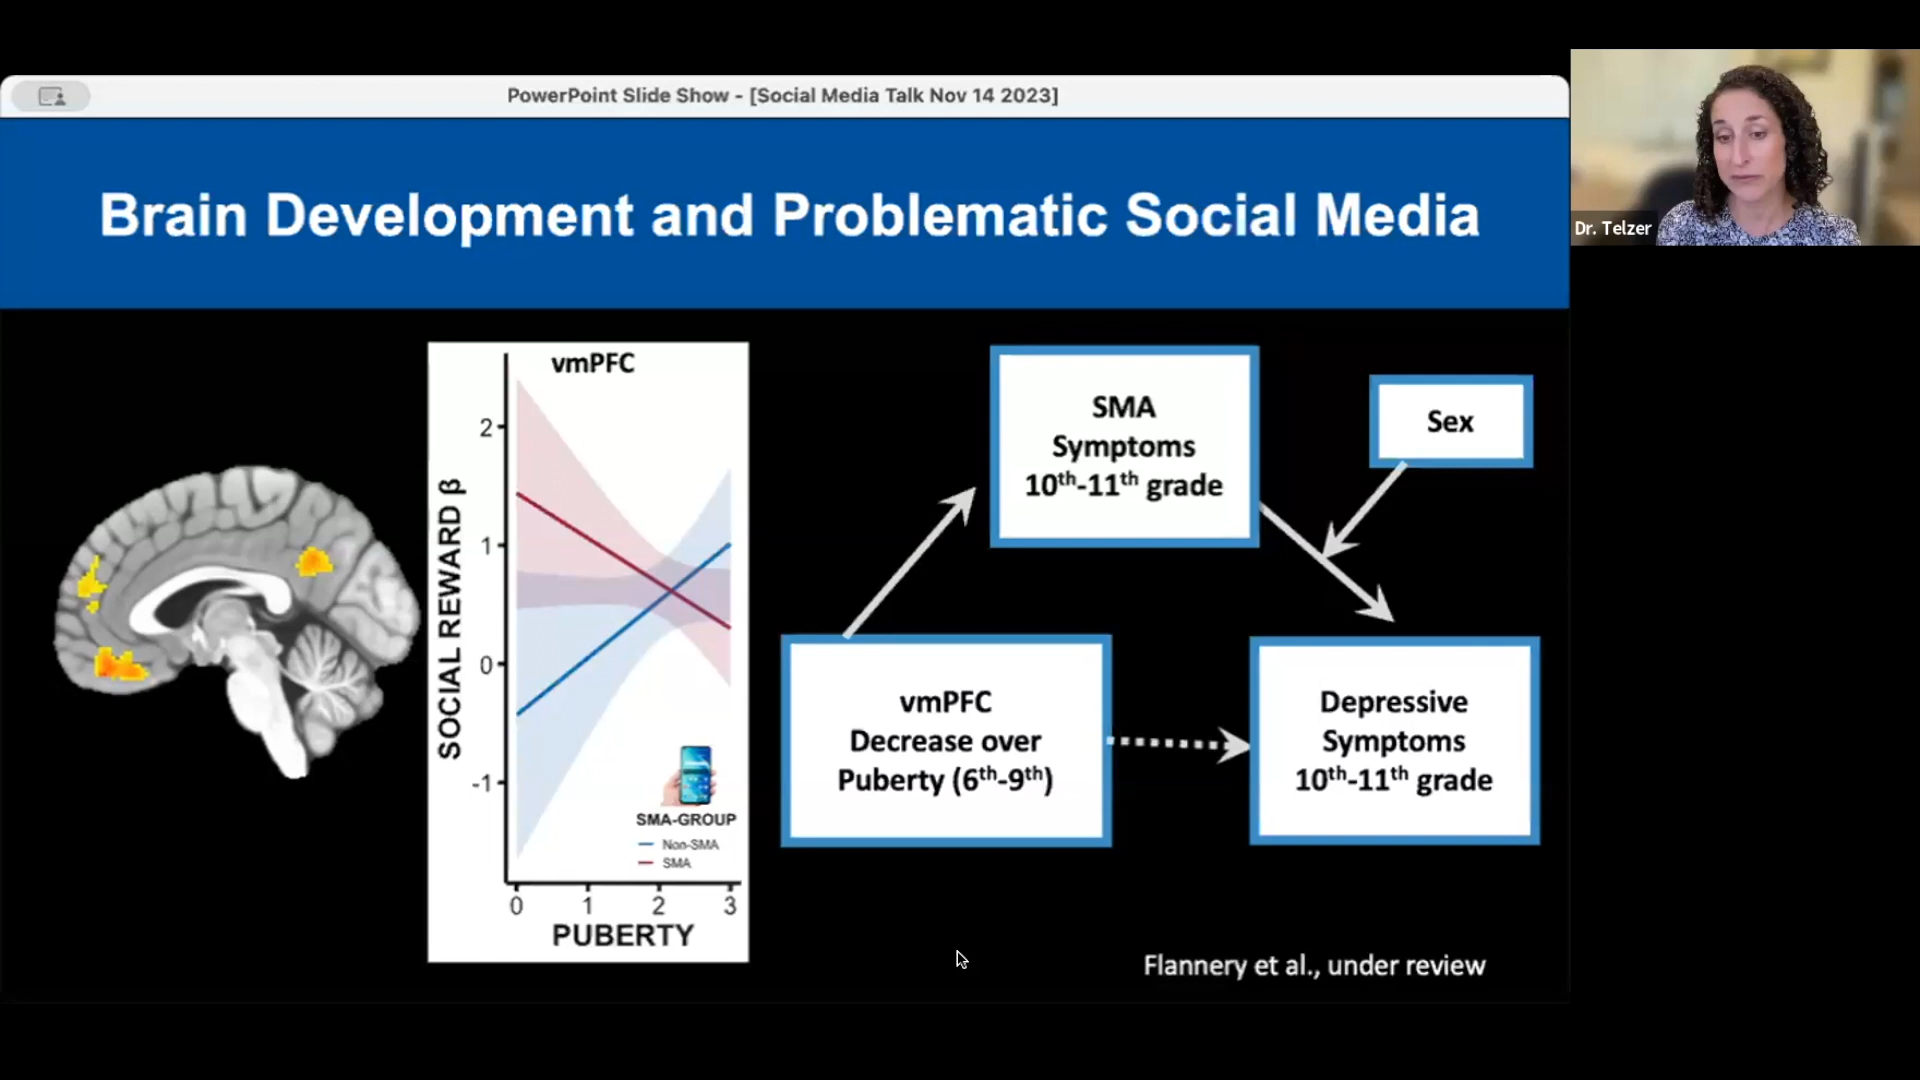 PowerPoint Slide Show - [Social Media Talk Nov 14 2023]
Dr. Telzer
Brain Development and Problematic Social Media
vmPFC
SOCIAL REWARD β
2
1
0
-1
SMA-GROUP
Non-SMA
SMA
0 1 2 3
PUBERTY
SMA
Symptoms
10th-11th grade
Sex
vmPFC
Decrease over
Puberty (6th-9th)
Depressive
Symptoms
10th-11th grade
Flannery et al., under review